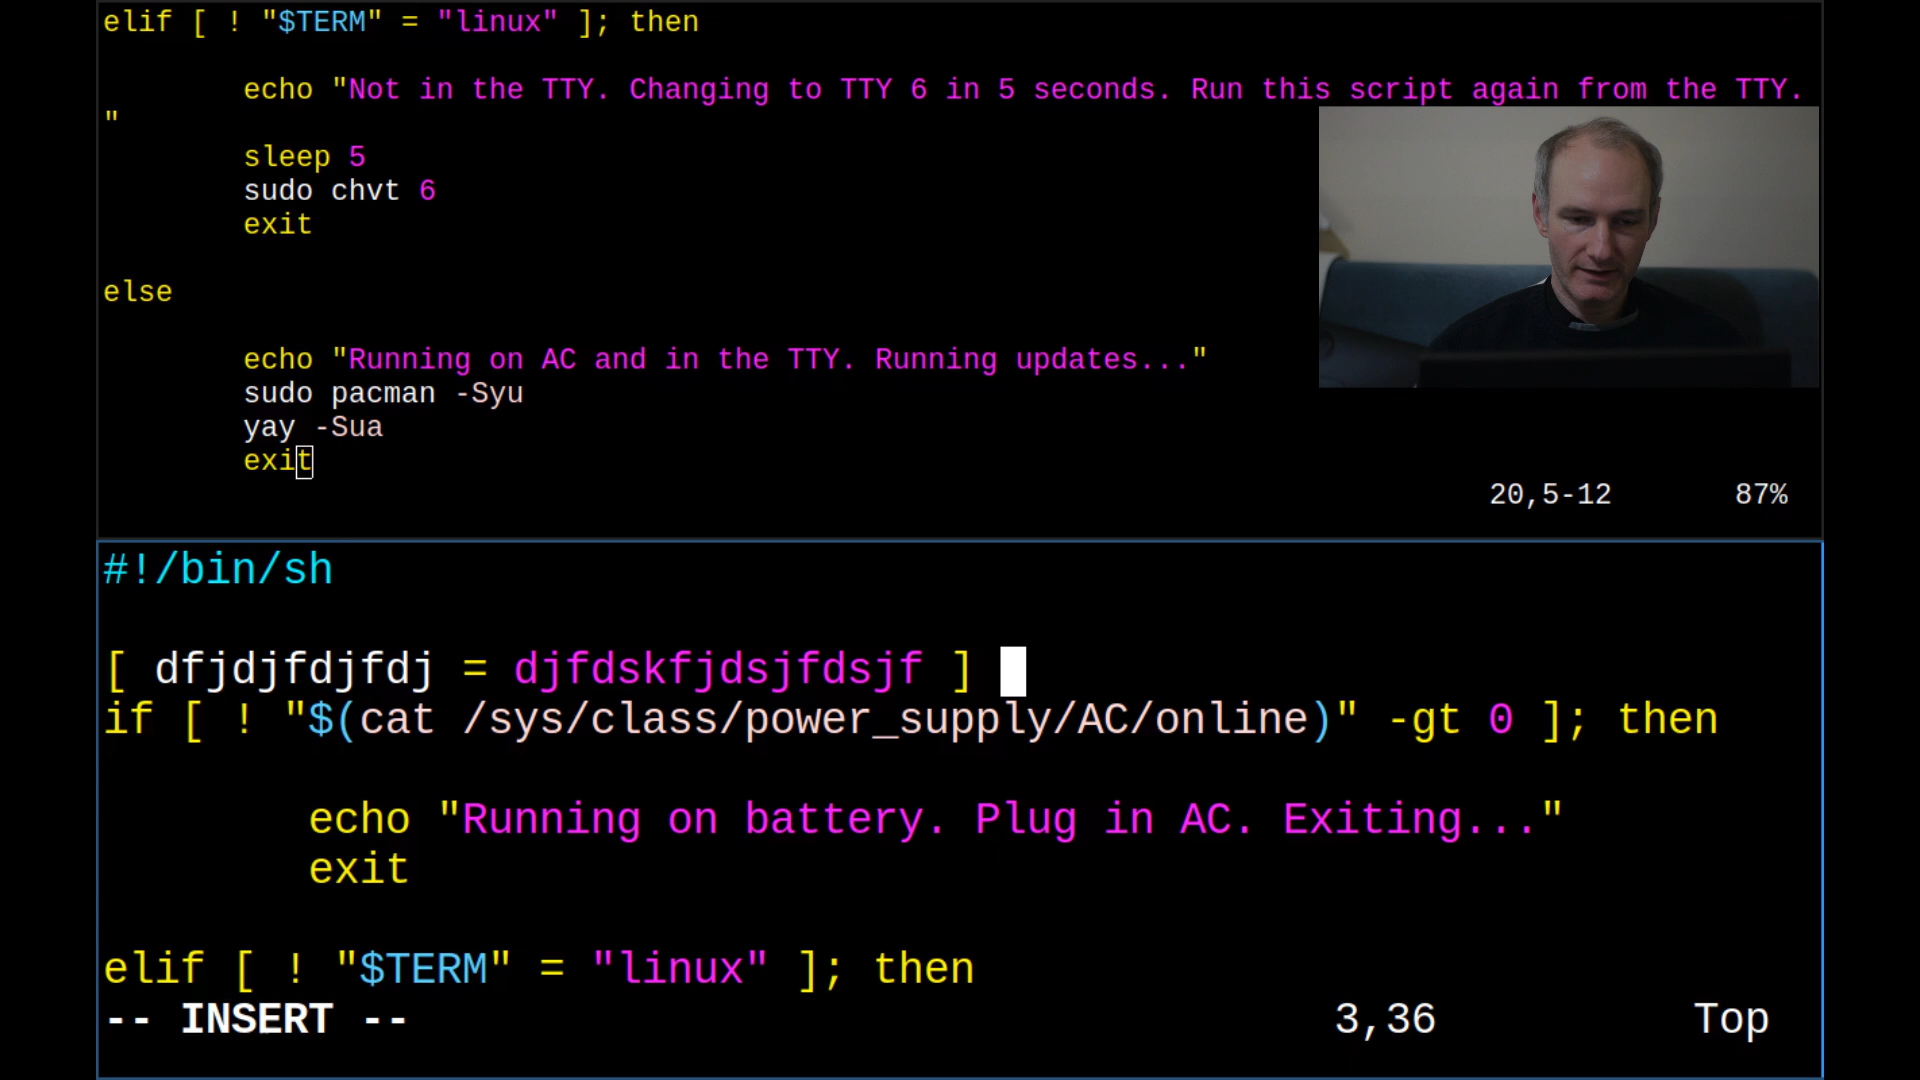 elif [ ! "$TERM" = "linux" ]; then
echo "Not in the TTY. Changing to TTY 6 in 5 seconds. Run this script again from the TTY.
"
sleep 5
sudo chvt 6
exit
else
echo "Running on AC and in the TTY. Running updates..."
sudo pacman -Syu
yay -Sua
exit
20,5-12 87%
#!/bin/sh
[ dfjdjfdjfdj = djfdskfjdsjfdsjf ]
if [ ! "$(cat /sys/class/power_supply/AC/online)" -gt 0 ]; then
echo "Running on battery. Plug in AC. Exiting..."
exit
elif [ ! "$TERM" = "linux" ]; then
-- INSERT -- 3,36 Top